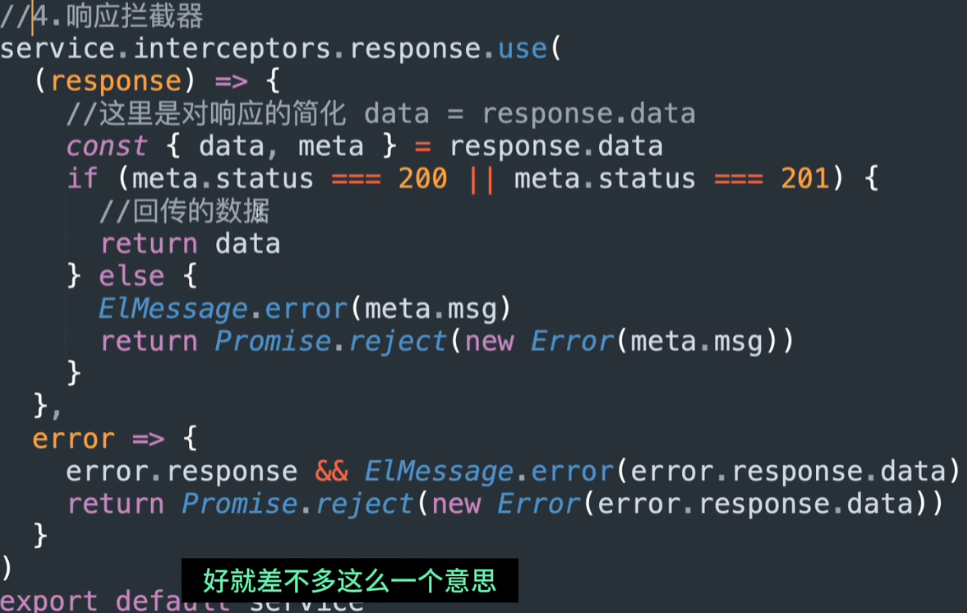 //4.响应拦截器
service.interceptors.response.use(
  (response) => {
    //这里是对响应的简化 data = response.data
    const { data, meta } = response.data
    if (meta.status === 200 || meta.status === 201) {
      //回传的数据
      return data
    } else {
      ElMessage.error(meta.msg)
      return Promise.reject(new Error(meta.msg))
    }
  },
  error => {
    error.response && ElMessage.error(error.response.data)
    return Promise.reject(new Error(error.response.data))
  }
)
好就差不多这么一个意思
export default service